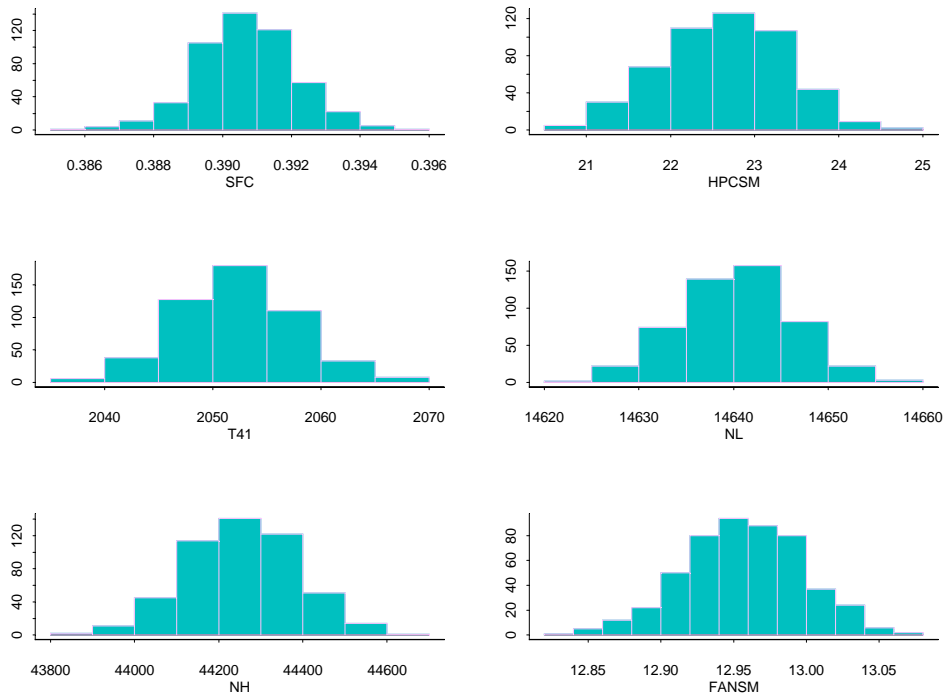 0 40 80 120
0.386 0.388 0.390 0.392 0.394 0.396
SFC
0 40 80 120
21 22 23 24 25
HPCSM
0 50 100 150
2040 2050 2060 2070
T41
0 50 100 150
14620 14630 14640 14650 14660
NL
0 40 80 120
43800 44000 44200 44400 44600
NH
0 20 40 60 80
12.85 12.90 12.95 13.00 13.05
FANSM